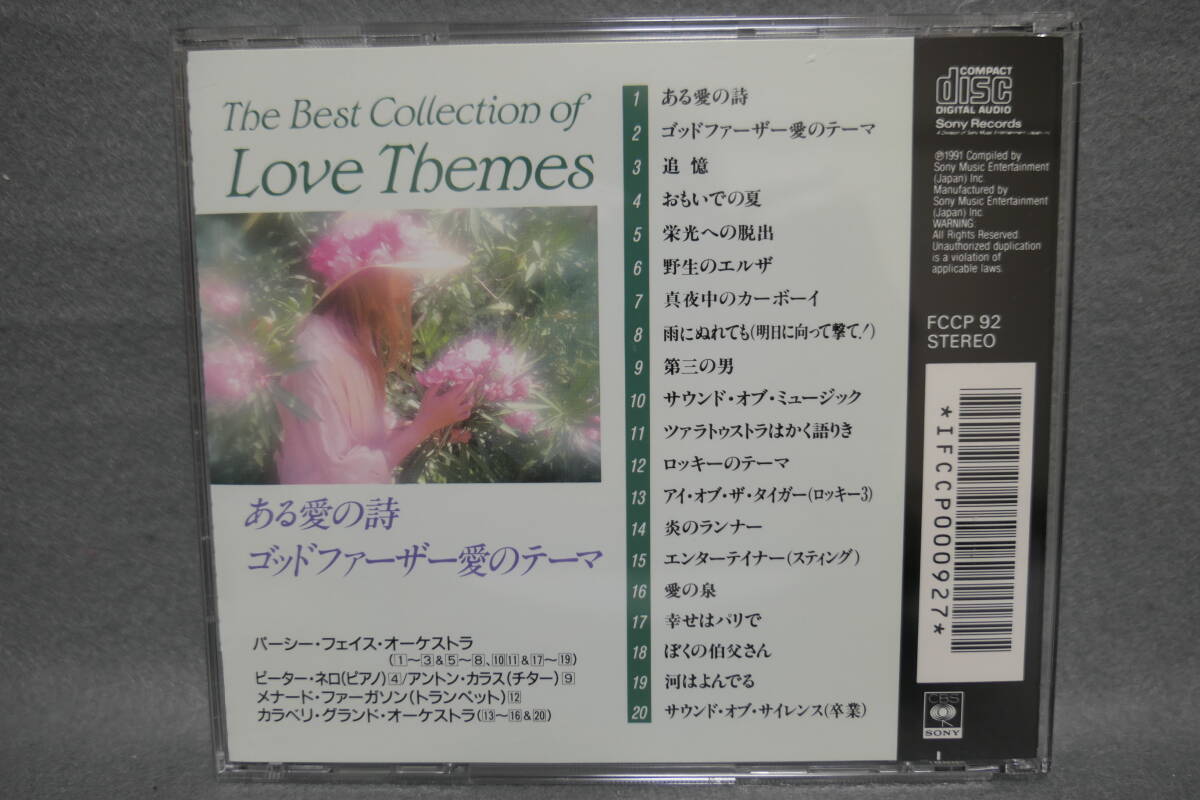 The Best Collection of
Love Themes
ある愛の詩
ゴッドファーザー愛のテーマ
パーシー・フェイス・オーケストラ
(1〜3&5〜8、10 11&17〜19)
ピーター・ネロ(ピアノ)4/アントン・カラス(チター)9
メナード・ファーガソン(トランペット)12
カラベリ・グランド・オーケストラ(13〜16&20)
1 ある愛の詩
2 ゴッドファーザー愛のテーマ
3 追憶
4 おもいでの夏
5 栄光への脱出
6 野生のエルザ
7 真夜中のカーボーイ
8 雨にぬれても(明日に向って撃て!)
9 第三の男
10 サウンド・オブ・ミュージック
11 ツァラトゥストラはかく語りき
12 ロッキーのテーマ
13 アイ・オブ・ザ・タイガー(ロッキー3)
14 炎のランナー
15 エンターテイナー(スティング)
16 愛の泉
17 幸せはパリで
18 ぼくの伯父さん
19 河はよんでる
20 サウンド・オブ・サイレンス(卒業)
COMPACT
disc
DIGITAL AUDIO
Sony Records
℗1991 Compiled by
Sony Music Entertainment
(Japan) Inc.
Manufactured by
Sony Music Entertainment
(Japan) Inc.
WARNING:
All Rights Reserved.
Unauthorized duplication
is a violation of
applicable laws.
FCCP 92
STEREO
*IFCCP000927*
CBS
SONY